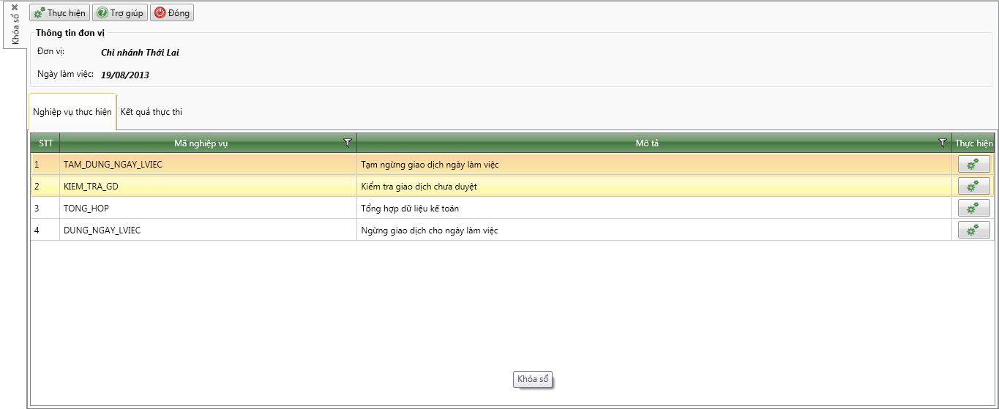 Khóa sổ
Thực hiện Trợ giúp Đóng
Thông tin đơn vị
Đơn vị: Chi nhánh Thới Lai
Ngày làm việc: 19/08/2013
Nghiệp vụ thực hiện Kết quả thực thi
STT Mã nghiệp vụ Mô tả Thực hiện
1 TAM_DUNG_NGAY_LVIEC Tạm ngừng giao dịch ngày làm việc
2 KIEM_TRA_GD Kiểm tra giao dịch chưa duyệt
3 TONG_HOP Tổng hợp dữ liệu kế toán
4 DUNG_NGAY_LVIEC Ngừng giao dịch cho ngày làm việc
Khóa sổ